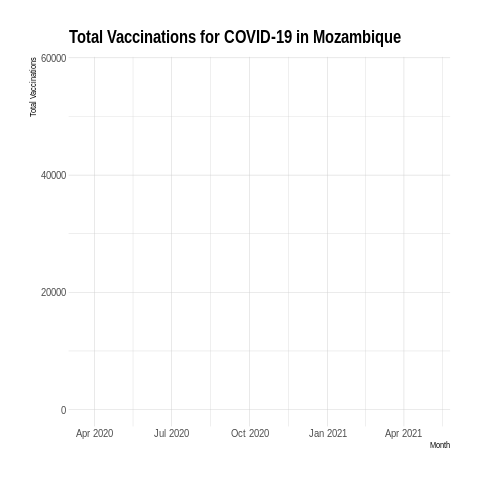 Total Vaccinations for COVID-19 in Mozambique
Total Vaccinations
60000
40000
20000
0
Apr 2020 Jul 2020 Oct 2020 Jan 2021 Apr 2021
Month